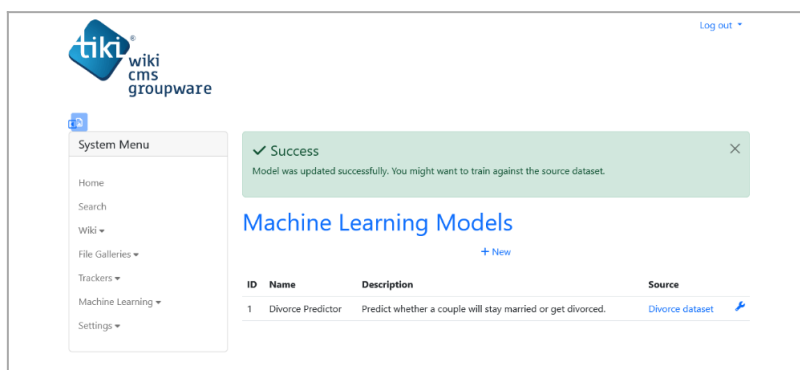 Log out
tiki®
wiki
cms
groupware
System Menu
Home
Search
Wiki
File Galleries
Trackers
Machine Learning
Settings
Success
Model was updated successfully. You might want to train against the source dataset.
Machine Learning Models
+ New
ID Name Description Source
1 Divorce Predictor Predict whether a couple will stay married or get divorced. Divorce dataset